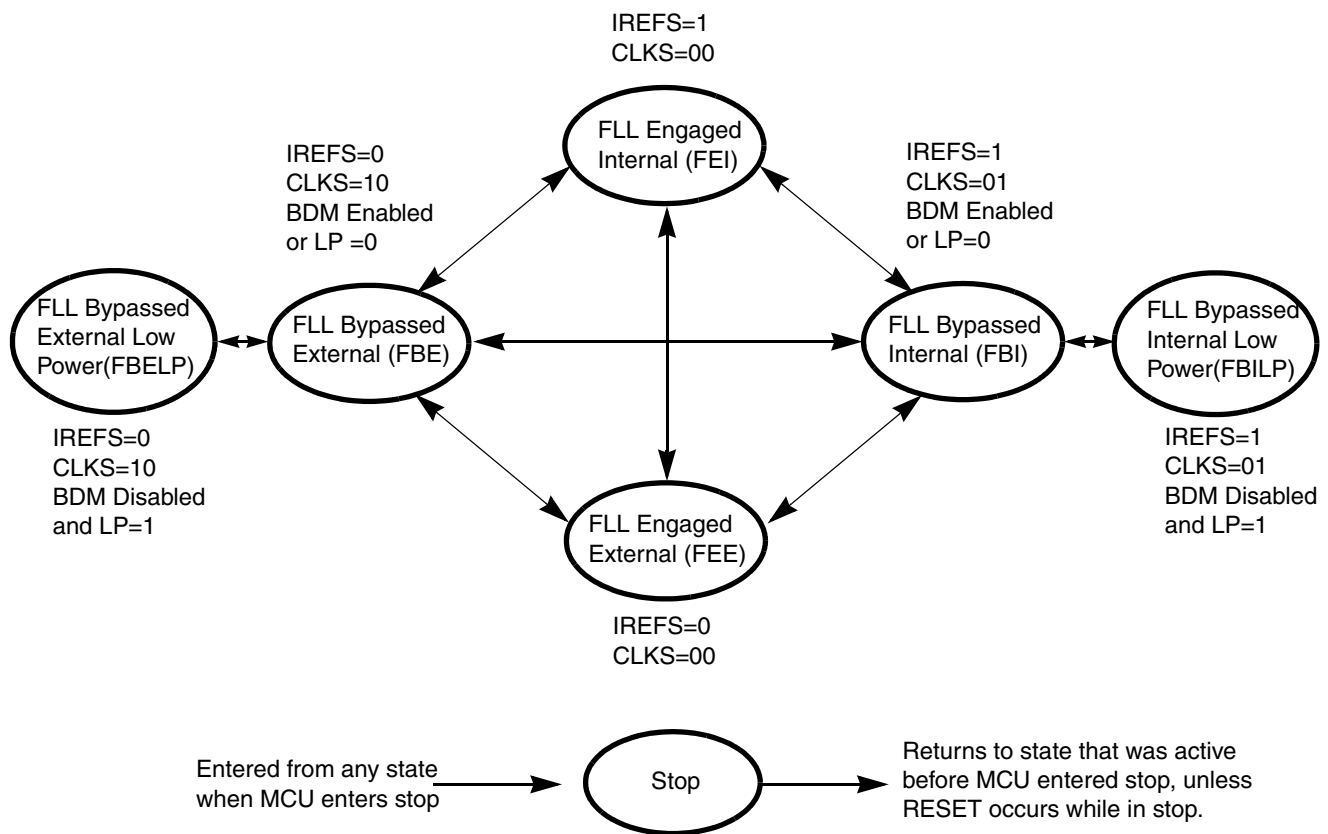 IREFS=1
CLKS=00
FLL Engaged
Internal (FEI)
IREFS=0
CLKS=10
BDM Enabled
or LP =0
IREFS=1
CLKS=01
BDM Enabled
or LP=0
FLL Bypassed
External Low
Power(FBELP)
FLL Bypassed
External (FBE)
FLL Bypassed
Internal (FBI)
FLL Bypassed
Internal Low
Power(FBILP)
IREFS=0
CLKS=10
BDM Disabled
and LP=1
FLL Engaged
External (FEE)
IREFS=1
CLKS=01
BDM Disabled
and LP=1
IREFS=0
CLKS=00
Entered from any state
when MCU enters stop
Stop
Returns to state that was active
before MCU entered stop, unless
RESET occurs while in stop.